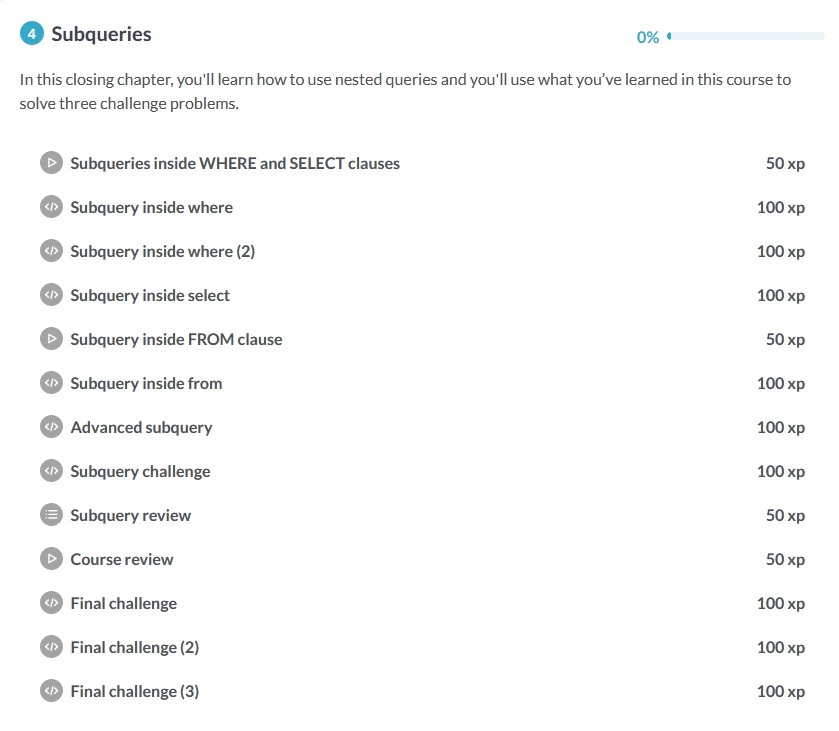 4 Subqueries 0%
In this closing chapter, you'll learn how to use nested queries and you'll use what you’ve learned in this course to
solve three challenge problems.
Subqueries inside WHERE and SELECT clauses 50 xp
Subquery inside where 100 xp
Subquery inside where (2) 100 xp
Subquery inside select 100 xp
Subquery inside FROM clause 50 xp
Subquery inside from 100 xp
Advanced subquery 100 xp
Subquery challenge 100 xp
Subquery review 50 xp
Course review 50 xp
Final challenge 100 xp
Final challenge (2) 100 xp
Final challenge (3) 100 xp